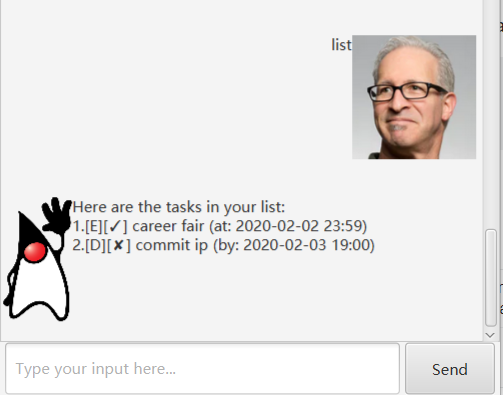 list
Here are the tasks in your list:
1.[E][✓] career fair (at: 2020-02-02 23:59)
2.[D][✘] commit ip (by: 2020-02-03 19:00)
Type your input here...
Send